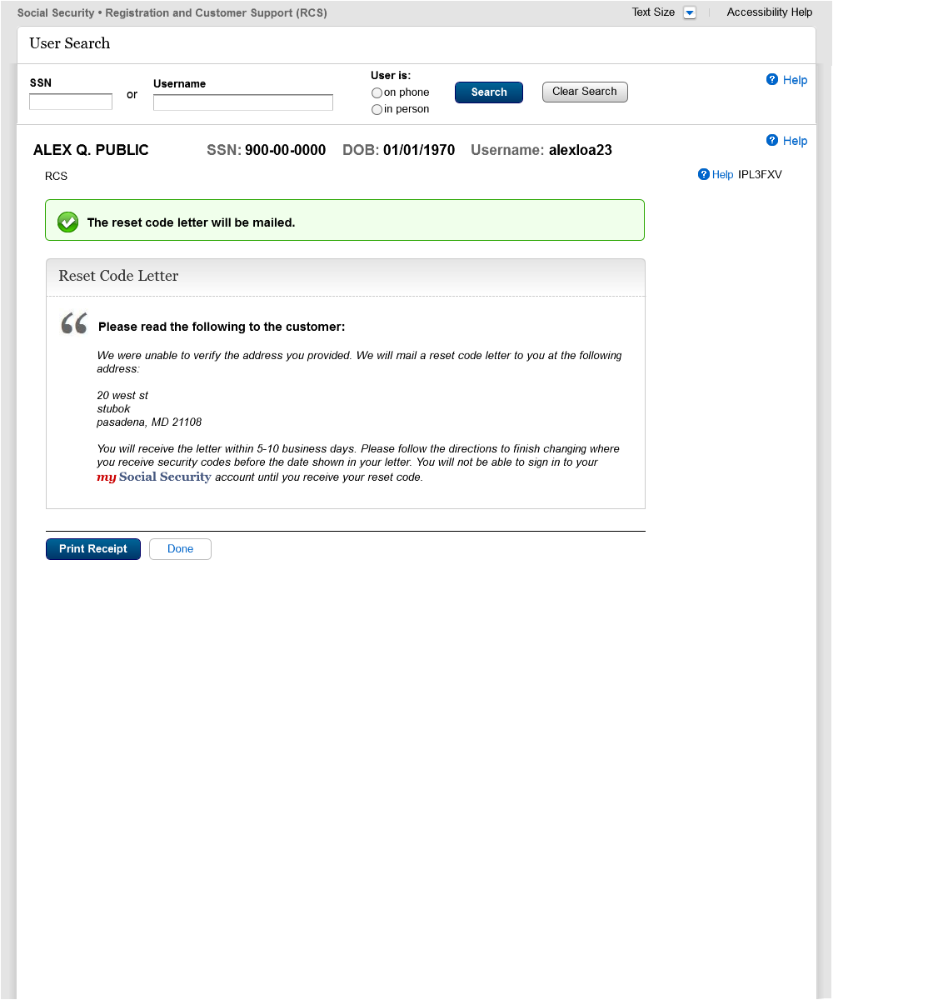 Social Security • Registration and Customer Support (RCS)
Text Size
Accessibility Help
User Search
SSN
or
Username
User is:
on phone
in person
Search
Clear Search
Help
ALEX Q. PUBLIC SSN: 900-00-0000 DOB: 01/01/1970 Username: alexloa23
Help
RCS
Help IPL3FXV
The reset code letter will be mailed.
Reset Code Letter
“ Please read the following to the customer:
We were unable to verify the address you provided. We will mail a reset code letter to you at the following
address:
20 west st
stubok
pasadena, MD 21108
You will receive the letter within 5-10 business days. Please follow the directions to finish changing where
you receive security codes before the date shown in your letter. You will not be able to sign in to your
my Social Security account until you receive your reset code.
Print Receipt
Done